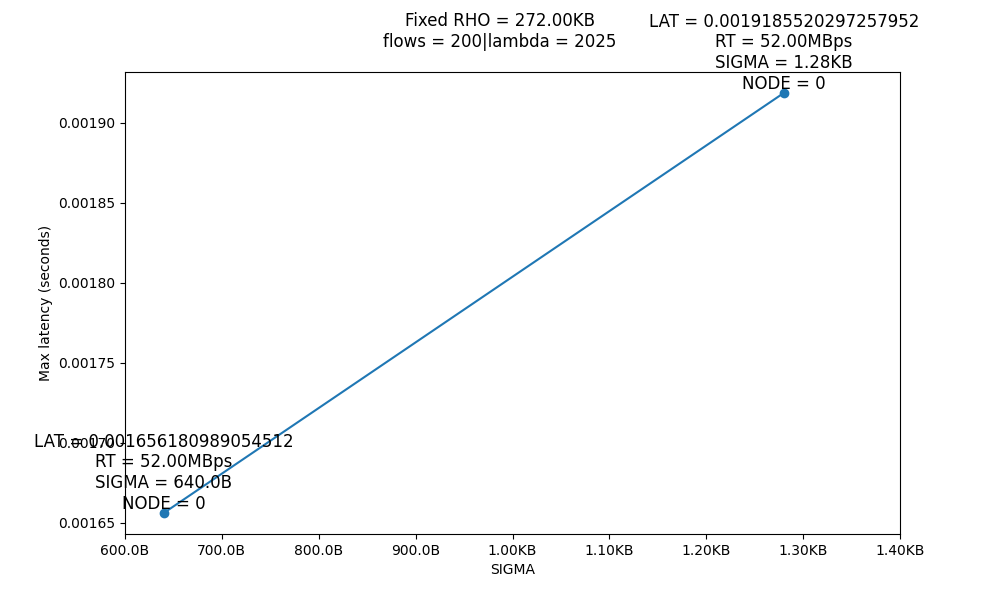 Fixed RHO = 272.00KB
flows = 200|lambda = 2025
LAT = 0.0019185520297257952
RT = 52.00MBps
SIGMA = 1.28KB
NODE = 0
0.00190
0.00185
0.00180
0.00175
0.00170
0.00165
Max latency (seconds)
LAT = 0.001656180989054512
RT = 52.00MBps
SIGMA = 640.0B
NODE = 0
600.0B
700.0B
800.0B
900.0B
1.00KB
1.10KB
1.20KB
1.30KB
1.40KB
SIGMA